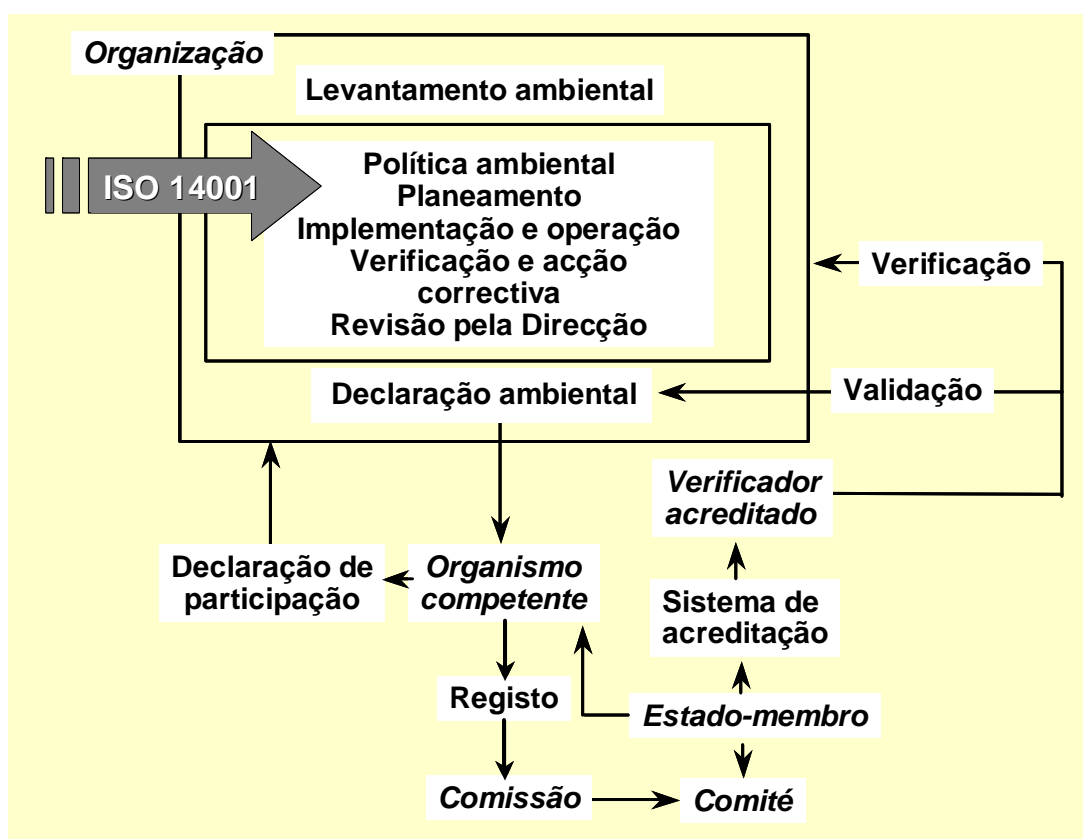 Organização
Levantamento ambiental
ISO 14001
Política ambiental
Planeamento
Implementação e operação
Verificação e acção
correctiva
Revisão pela Direcção
Verificação
Declaração ambiental
Validação
Verificador
acreditado
Declaração de
participação
Organismo
competente
Sistema de
acreditação
Registo
Estado-membro
Comissão
Comité